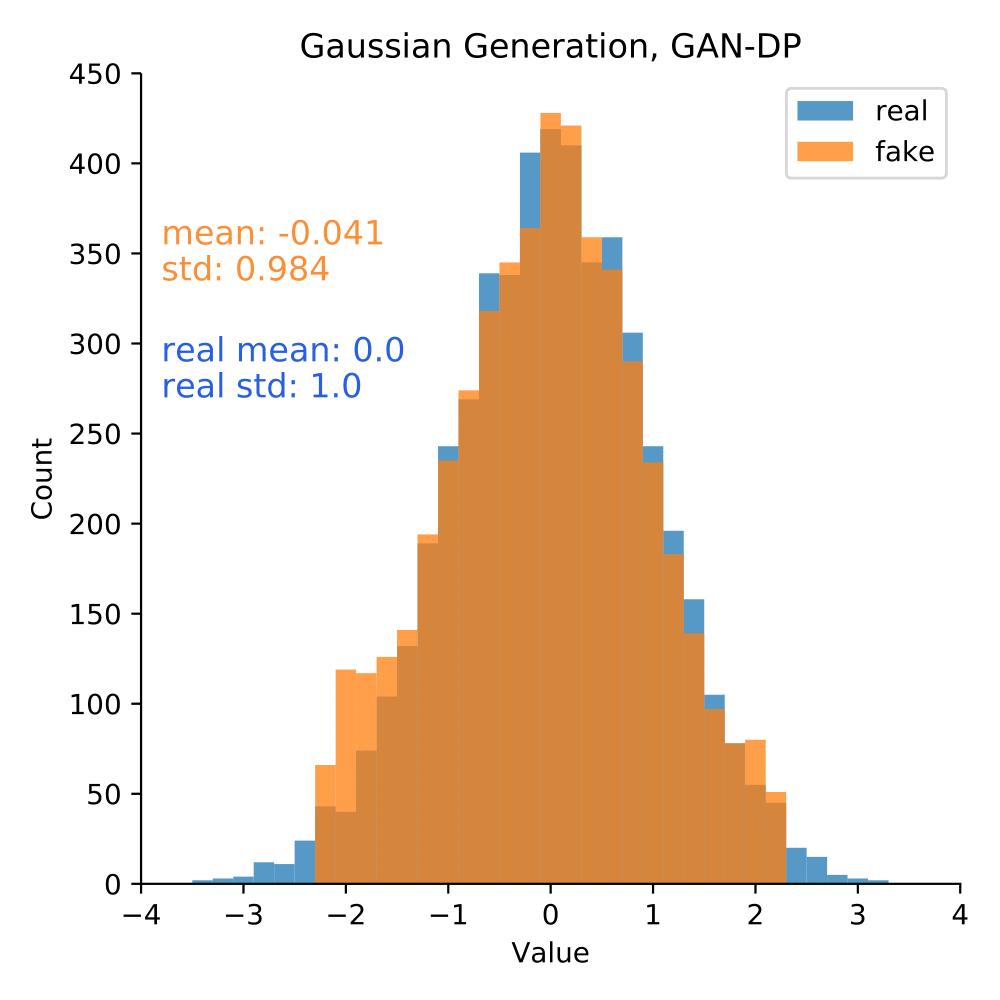 Gaussian Generation, GAN-DP
real
fake
mean: -0.041
std: 0.984
real mean: 0.0
real std: 1.0
450
400
350
300
250
200
150
100
50
0
Count
−4 −3 −2 −1 0 1 2 3 4
Value